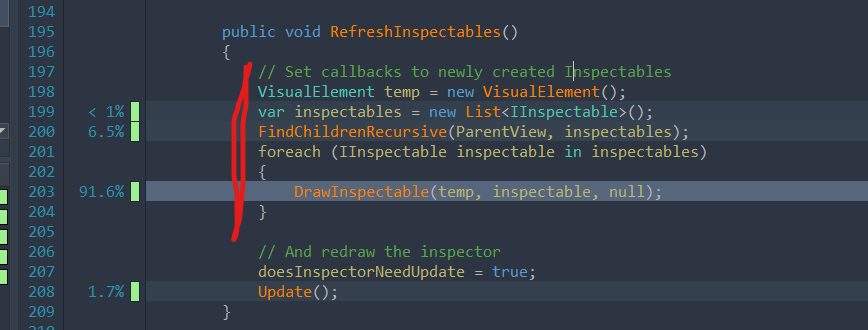 194
195 public void RefreshInspectables()
196 {
197 // Set callbacks to newly created Inspectables
198 VisualElement temp = new VisualElement();
< 1% 199 var inspectables = new List<IInspectable>();
6.5% 200 FindChildrenRecursive(ParentView, inspectables);
201 foreach (IInspectable inspectable in inspectables)
202 {
91.6% 203 DrawInspectable(temp, inspectable, null);
204 }
205
206 // And redraw the inspector
207 doesInspectorNeedUpdate = true;
1.7% 208 Update();
209 }